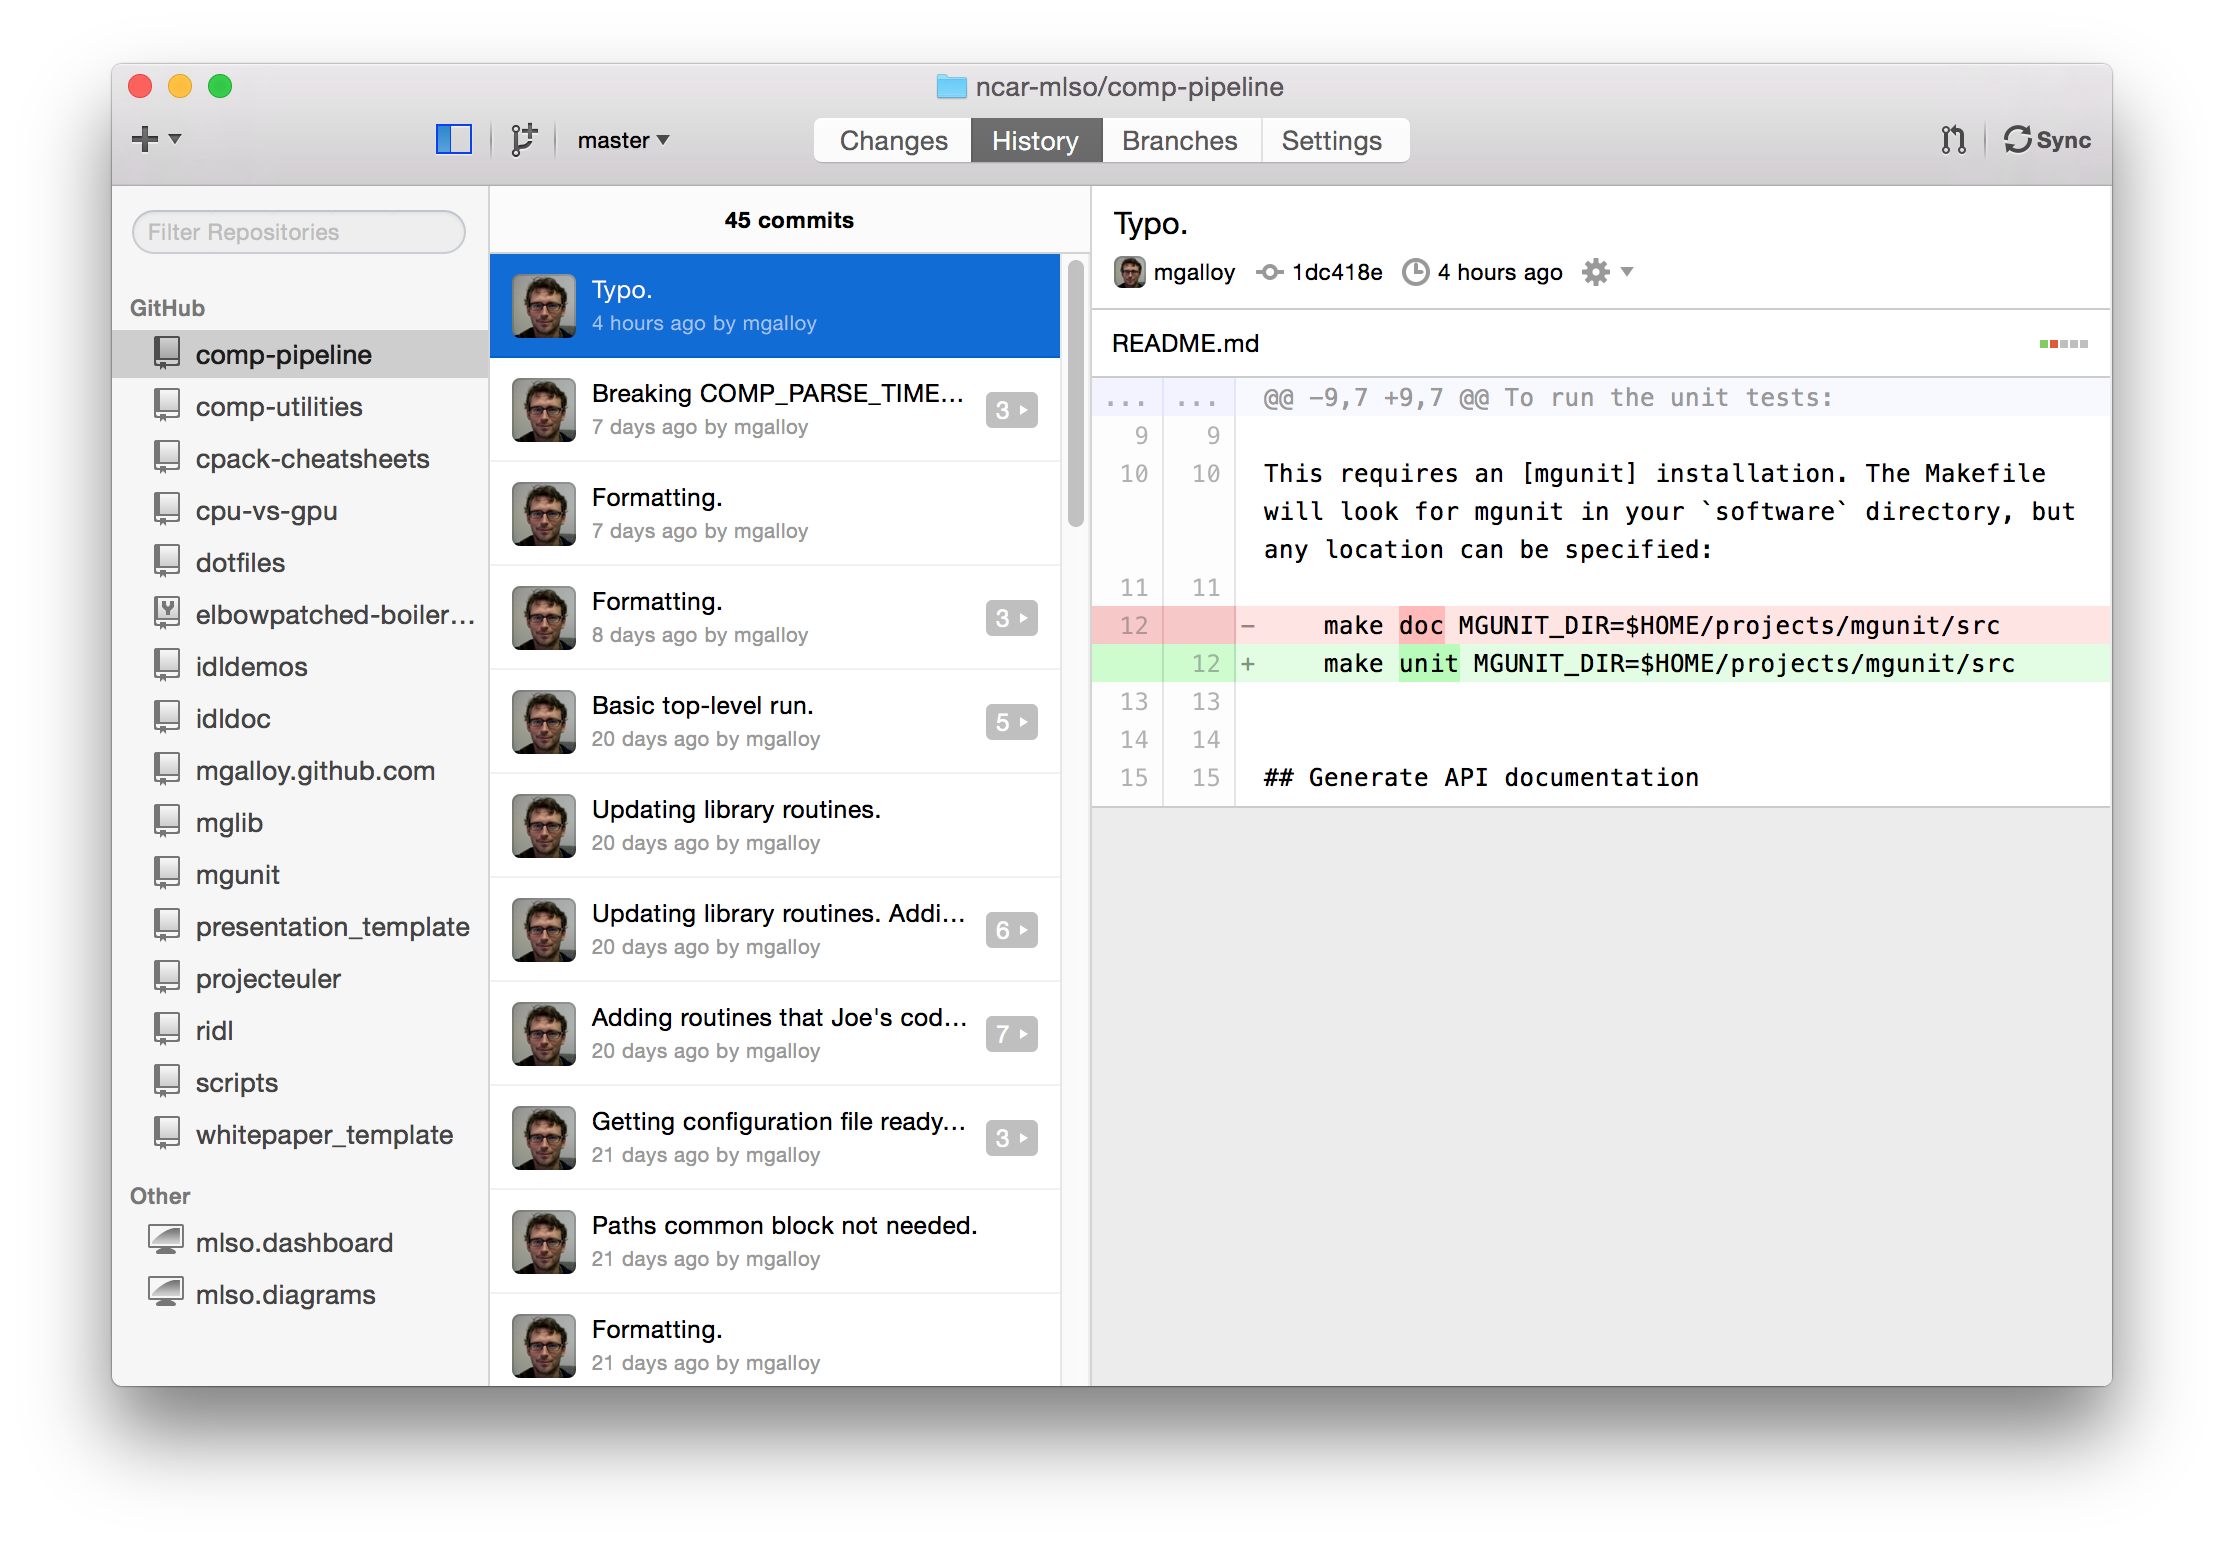 ncar-mlso/comp-pipeline
master
Changes
History
Branches
Settings
Sync
Filter Repositories
GitHub
comp-pipeline
comp-utilities
cpack-cheatsheets
cpu-vs-gpu
dotfiles
elbowpatched-boiler...
idldemos
idldoc
mgalloy.github.com
mglib
mgunit
presentation_template
projecteuler
ridl
scripts
whitepaper_template
Other
mlso.dashboard
mlso.diagrams
45 commits
Typo.
4 hours ago by mgalloy
Breaking COMP_PARSE_TIME...
7 days ago by mgalloy
3
Formatting.
7 days ago by mgalloy
Formatting.
8 days ago by mgalloy
3
Basic top-level run.
20 days ago by mgalloy
5
Updating library routines.
20 days ago by mgalloy
Updating library routines. Addi...
20 days ago by mgalloy
6
Adding routines that Joe's cod...
20 days ago by mgalloy
7
Getting configuration file ready...
21 days ago by mgalloy
3
Paths common block not needed.
21 days ago by mgalloy
Formatting.
21 days ago by mgalloy
Typo.
mgalloy 1dc418e 4 hours ago
README.md
... ... @@ -9,7 +9,7 @@ To run the unit tests:
9 9
10 10 This requires an [mgunit] installation. The Makefile
will look for mgunit in your `software` directory, but
any location can be specified:
11 11
12 - make doc MGUNIT_DIR=$HOME/projects/mgunit/src
12 + make unit MGUNIT_DIR=$HOME/projects/mgunit/src
13 13
14 14
15 15 ## Generate API documentation